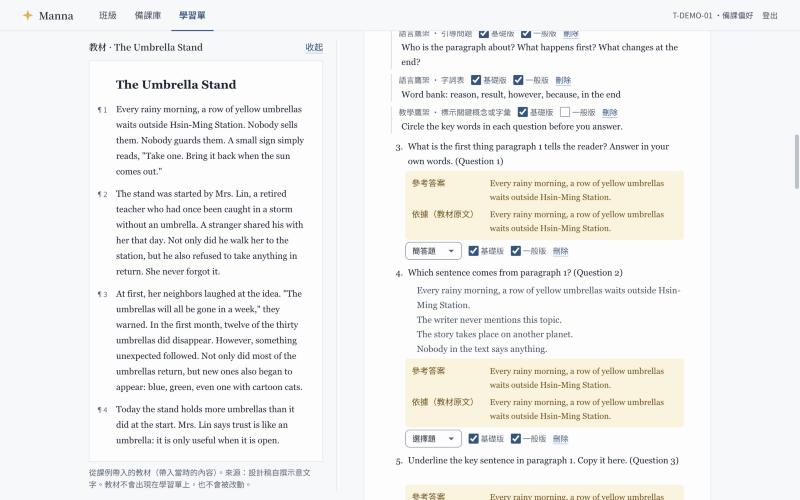 Manna
班級
備課庫
學習單
T-DEMO-01・備課偏好
登出
教材 · The Umbrella Stand
收起
The Umbrella Stand
¶ 1
Every rainy morning, a row of yellow umbrellas
waits outside Hsin-Ming Station. Nobody sells
them. Nobody guards them. A small sign simply
reads, "Take one. Bring it back when the sun
comes out."
¶ 2
The stand was started by Mrs. Lin, a retired
teacher who had once been caught in a storm
without an umbrella. A stranger shared his with
her that day. Not only did he walk her to the
station, but he also refused to take anything in
return. She never forgot it.
¶ 3
At first, her neighbors laughed at the idea. "The
umbrellas will all be gone in a week," they
warned. In the first month, twelve of the thirty
umbrellas did disappear. However, something
unexpected followed. Not only did most of the
umbrellas return, but new ones also began to
appear: blue, green, even one with cartoon cats.
¶ 4
Today the stand holds more umbrellas than it
did at the start. Mrs. Lin says trust is like an
umbrella: it is only useful when it is open.
從課例帶入的教材（帶入當時的內容）。來源：設計稿自撰示意文
字。教材不會出現在學習單上，也不會被改動。
語言鷹架 · 引導問題 基礎版 一般版 刪除
Who is the paragraph about? What happens first? What changes at the
end?
語言鷹架 · 字詞表 基礎版 一般版 刪除
Word bank: reason, result, however, because, in the end
教學鷹架 · 標示關鍵概念或字彙 基礎版 一般版 刪除
Circle the key words in each question before you answer.
3. What is the first thing paragraph 1 tells the reader? Answer in your
own words. (Question 1)
參考答案 Every rainy morning, a row of yellow umbrellas
waits outside Hsin-Ming Station.
依據（教材原文） Every rainy morning, a row of yellow umbrellas
waits outside Hsin-Ming Station.
簡答題 基礎版 一般版 刪除
4. Which sentence comes from paragraph 1? (Question 2)
Every rainy morning, a row of yellow umbrellas waits outside Hsin-
Ming Station.
The writer never mentions this topic.
The story takes place on another planet.
Nobody in the text says anything.
參考答案 Every rainy morning, a row of yellow umbrellas
waits outside Hsin-Ming Station.
依據（教材原文） Every rainy morning, a row of yellow umbrellas
waits outside Hsin-Ming Station.
選擇題 基礎版 一般版 刪除
5. Underline the key sentence in paragraph 1. Copy it here. (Question 3)
參考答案 Every rainy morning, a row of yellow umbrellas